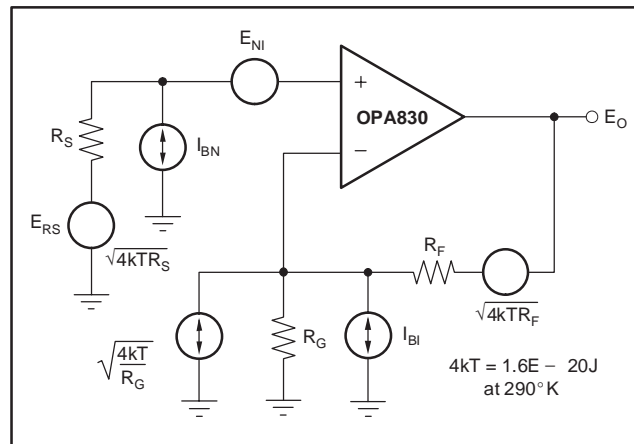 E_NI
+
OPA830
−
E_O
R_S
I_BN
E_RS
√4kTR_S
R_F
√4kTR_F
√4kT/R_G
R_G
I_BI
4kT = 1.6E − 20J
at 290°K